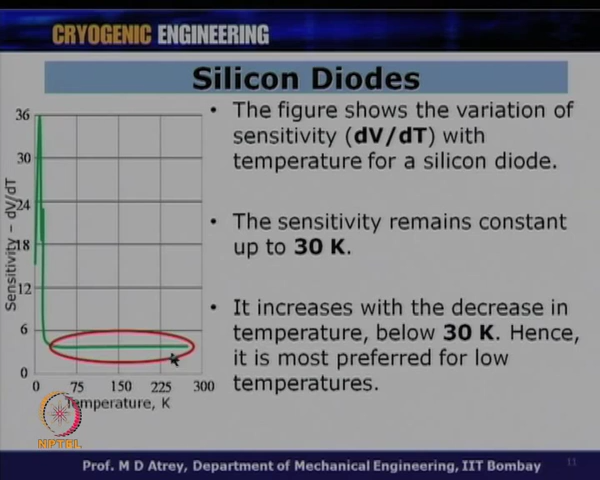 CRYOGENIC ENGINEERING
Silicon Diodes
36
30
24
18
12
6
0
Sensitivity – dV/dT
0 75 150 225 300
Temperature, K
• The figure shows the variation of
sensitivity (dV/dT) with
temperature for a silicon diode.
• The sensitivity remains constant
up to 30 K.
• It increases with the decrease in
temperature, below 30 K. Hence,
it is most preferred for low
temperatures.
NPTEL
Prof. M D Atrey, Department of Mechanical Engineering, IIT Bombay
11